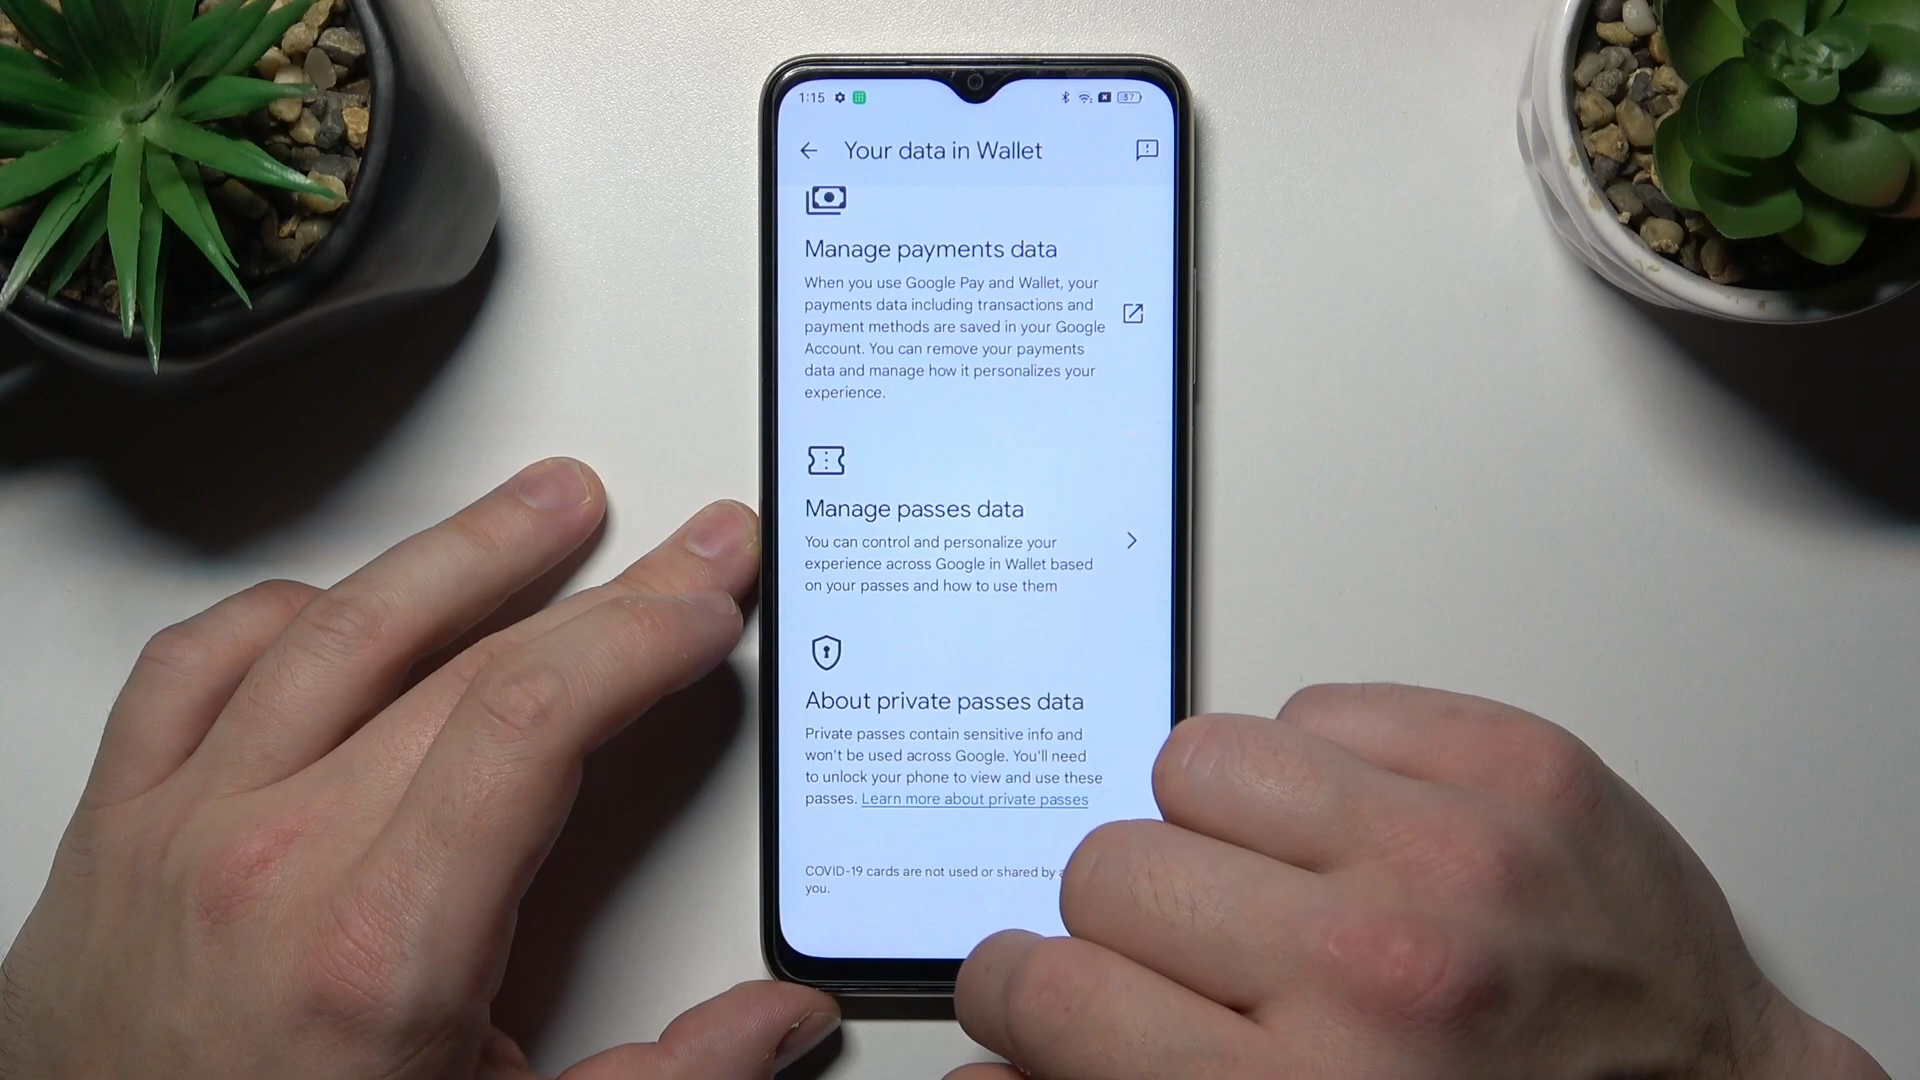 1:15 37
Your data in Wallet
Manage payments data
When you use Google Pay and Wallet, your
payments data including transactions and
payment methods are saved in your Google
Account. You can remove your payments
data and manage how it personalizes your
experience.
Manage passes data
You can control and personalize your
experience across Google in Wallet based
on your passes and how to use them
About private passes data
Private passes contain sensitive info and
won't be used across Google. You'll need
to unlock your phone to view and use these
passes. Learn more about private passes
COVID-19 cards are not used or shared by
you.